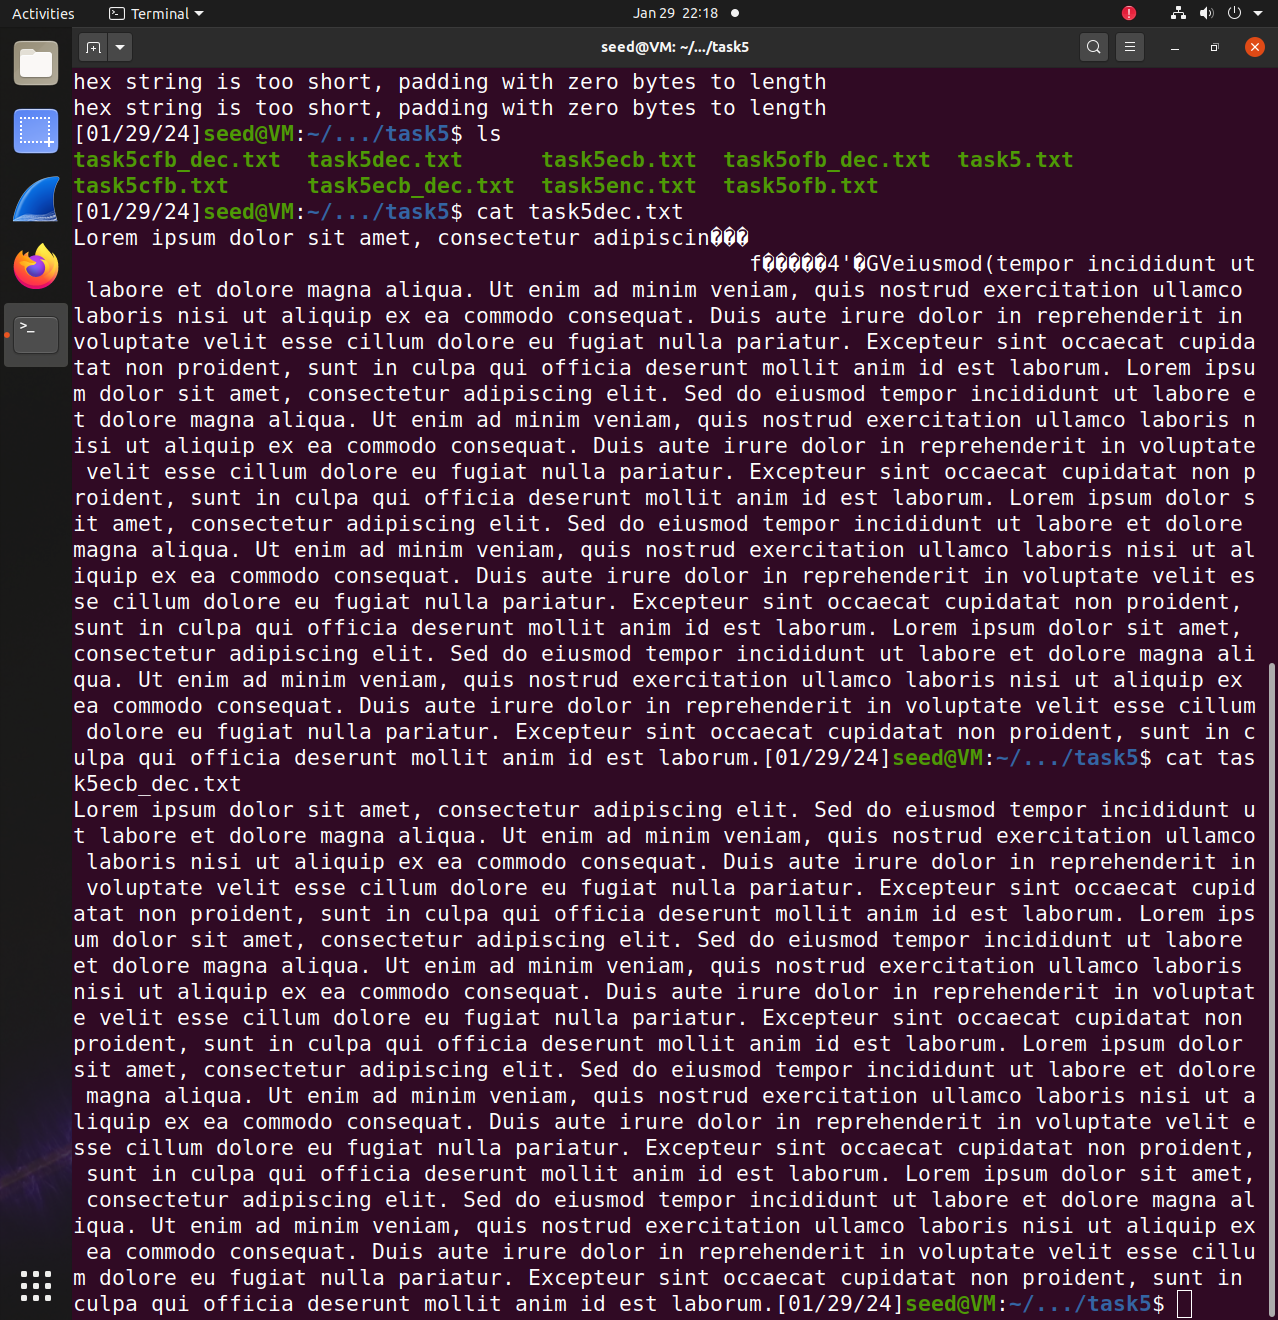 Activities
Terminal
Jan 29 22:18
seed@VM: ~/.../task5
hex string is too short, padding with zero bytes to length
hex string is too short, padding with zero bytes to length
[01/29/24]seed@VM:~/.../task5$ ls
task5cfb_dec.txt  task5dec.txt      task5ecb.txt  task5ofb_dec.txt  task5.txt
task5cfb.txt      task5ecb_dec.txt  task5enc.txt  task5ofb.txt
[01/29/24]seed@VM:~/.../task5$ cat task5dec.txt
Lorem ipsum dolor sit amet, consectetur adipiscin���
f�����4'�GVeiusmod(tempor incididunt ut
 labore et dolore magna aliqua. Ut enim ad minim veniam, quis nostrud exercitation ullamco
laboris nisi ut aliquip ex ea commodo consequat. Duis aute irure dolor in reprehenderit in
voluptate velit esse cillum dolore eu fugiat nulla pariatur. Excepteur sint occaecat cupida
tat non proident, sunt in culpa qui officia deserunt mollit anim id est laborum. Lorem ipsu
m dolor sit amet, consectetur adipiscing elit. Sed do eiusmod tempor incididunt ut labore e
t dolore magna aliqua. Ut enim ad minim veniam, quis nostrud exercitation ullamco laboris n
isi ut aliquip ex ea commodo consequat. Duis aute irure dolor in reprehenderit in voluptate
 velit esse cillum dolore eu fugiat nulla pariatur. Excepteur sint occaecat cupidatat non p
roident, sunt in culpa qui officia deserunt mollit anim id est laborum. Lorem ipsum dolor s
it amet, consectetur adipiscing elit. Sed do eiusmod tempor incididunt ut labore et dolore
magna aliqua. Ut enim ad minim veniam, quis nostrud exercitation ullamco laboris nisi ut al
iquip ex ea commodo consequat. Duis aute irure dolor in reprehenderit in voluptate velit es
se cillum dolore eu fugiat nulla pariatur. Excepteur sint occaecat cupidatat non proident,
sunt in culpa qui officia deserunt mollit anim id est laborum. Lorem ipsum dolor sit amet,
consectetur adipiscing elit. Sed do eiusmod tempor incididunt ut labore et dolore magna ali
qua. Ut enim ad minim veniam, quis nostrud exercitation ullamco laboris nisi ut aliquip ex
ea commodo consequat. Duis aute irure dolor in reprehenderit in voluptate velit esse cillum
 dolore eu fugiat nulla pariatur. Excepteur sint occaecat cupidatat non proident, sunt in c
ulpa qui officia deserunt mollit anim id est laborum.[01/29/24]seed@VM:~/.../task5$ cat tas
k5ecb_dec.txt
Lorem ipsum dolor sit amet, consectetur adipiscing elit. Sed do eiusmod tempor incididunt u
t labore et dolore magna aliqua. Ut enim ad minim veniam, quis nostrud exercitation ullamco
 laboris nisi ut aliquip ex ea commodo consequat. Duis aute irure dolor in reprehenderit in
 voluptate velit esse cillum dolore eu fugiat nulla pariatur. Excepteur sint occaecat cupid
atat non proident, sunt in culpa qui officia deserunt mollit anim id est laborum. Lorem ips
um dolor sit amet, consectetur adipiscing elit. Sed do eiusmod tempor incididunt ut labore
et dolore magna aliqua. Ut enim ad minim veniam, quis nostrud exercitation ullamco laboris
nisi ut aliquip ex ea commodo consequat. Duis aute irure dolor in reprehenderit in voluptat
e velit esse cillum dolore eu fugiat nulla pariatur. Excepteur sint occaecat cupidatat non
proident, sunt in culpa qui officia deserunt mollit anim id est laborum. Lorem ipsum dolor
sit amet, consectetur adipiscing elit. Sed do eiusmod tempor incididunt ut labore et dolore
 magna aliqua. Ut enim ad minim veniam, quis nostrud exercitation ullamco laboris nisi ut a
liquip ex ea commodo consequat. Duis aute irure dolor in reprehenderit in voluptate velit e
sse cillum dolore eu fugiat nulla pariatur. Excepteur sint occaecat cupidatat non proident,
 sunt in culpa qui officia deserunt mollit anim id est laborum. Lorem ipsum dolor sit amet,
 consectetur adipiscing elit. Sed do eiusmod tempor incididunt ut labore et dolore magna al
iqua. Ut enim ad minim veniam, quis nostrud exercitation ullamco laboris nisi ut aliquip ex
 ea commodo consequat. Duis aute irure dolor in reprehenderit in voluptate velit esse cillu
m dolore eu fugiat nulla pariatur. Excepteur sint occaecat cupidatat non proident, sunt in
culpa qui officia deserunt mollit anim id est laborum.[01/29/24]seed@VM:~/.../task5$